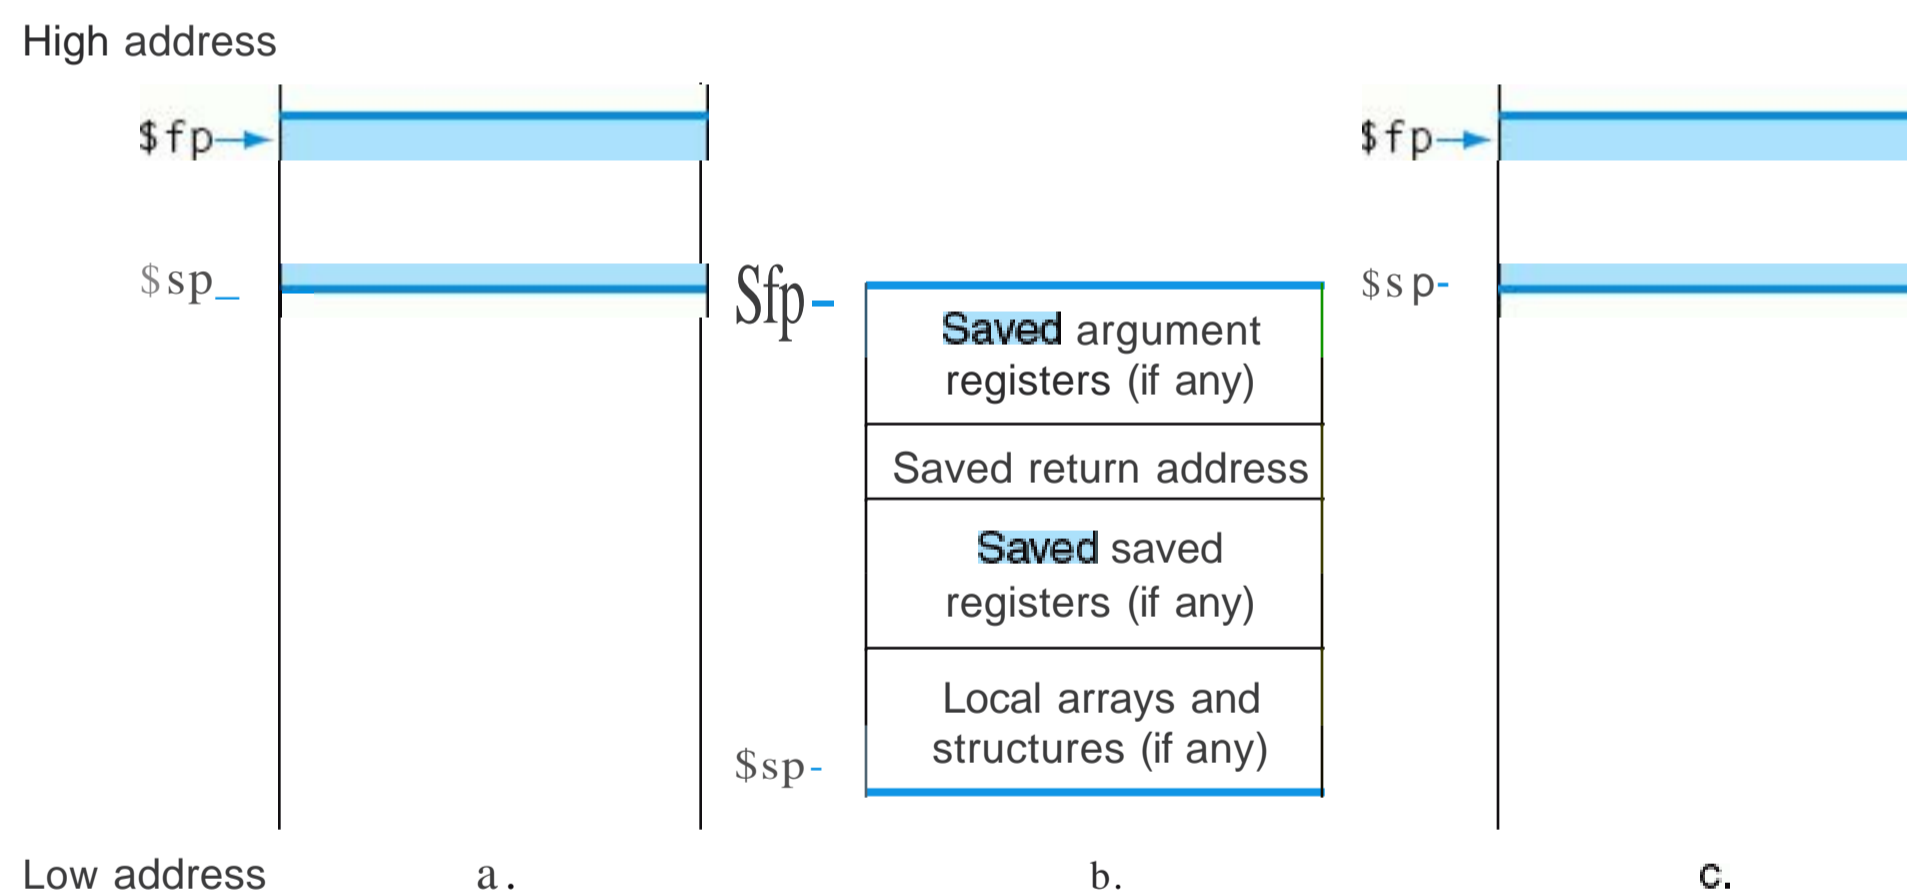 High address
$fp
$fp
$sp_
Sfp-
$sp-
Saved argument
registers (if any)
Saved return address
Saved saved
registers (if any)
Local arrays and
structures (if any)
$sp-
Low address
a.
b.
c.